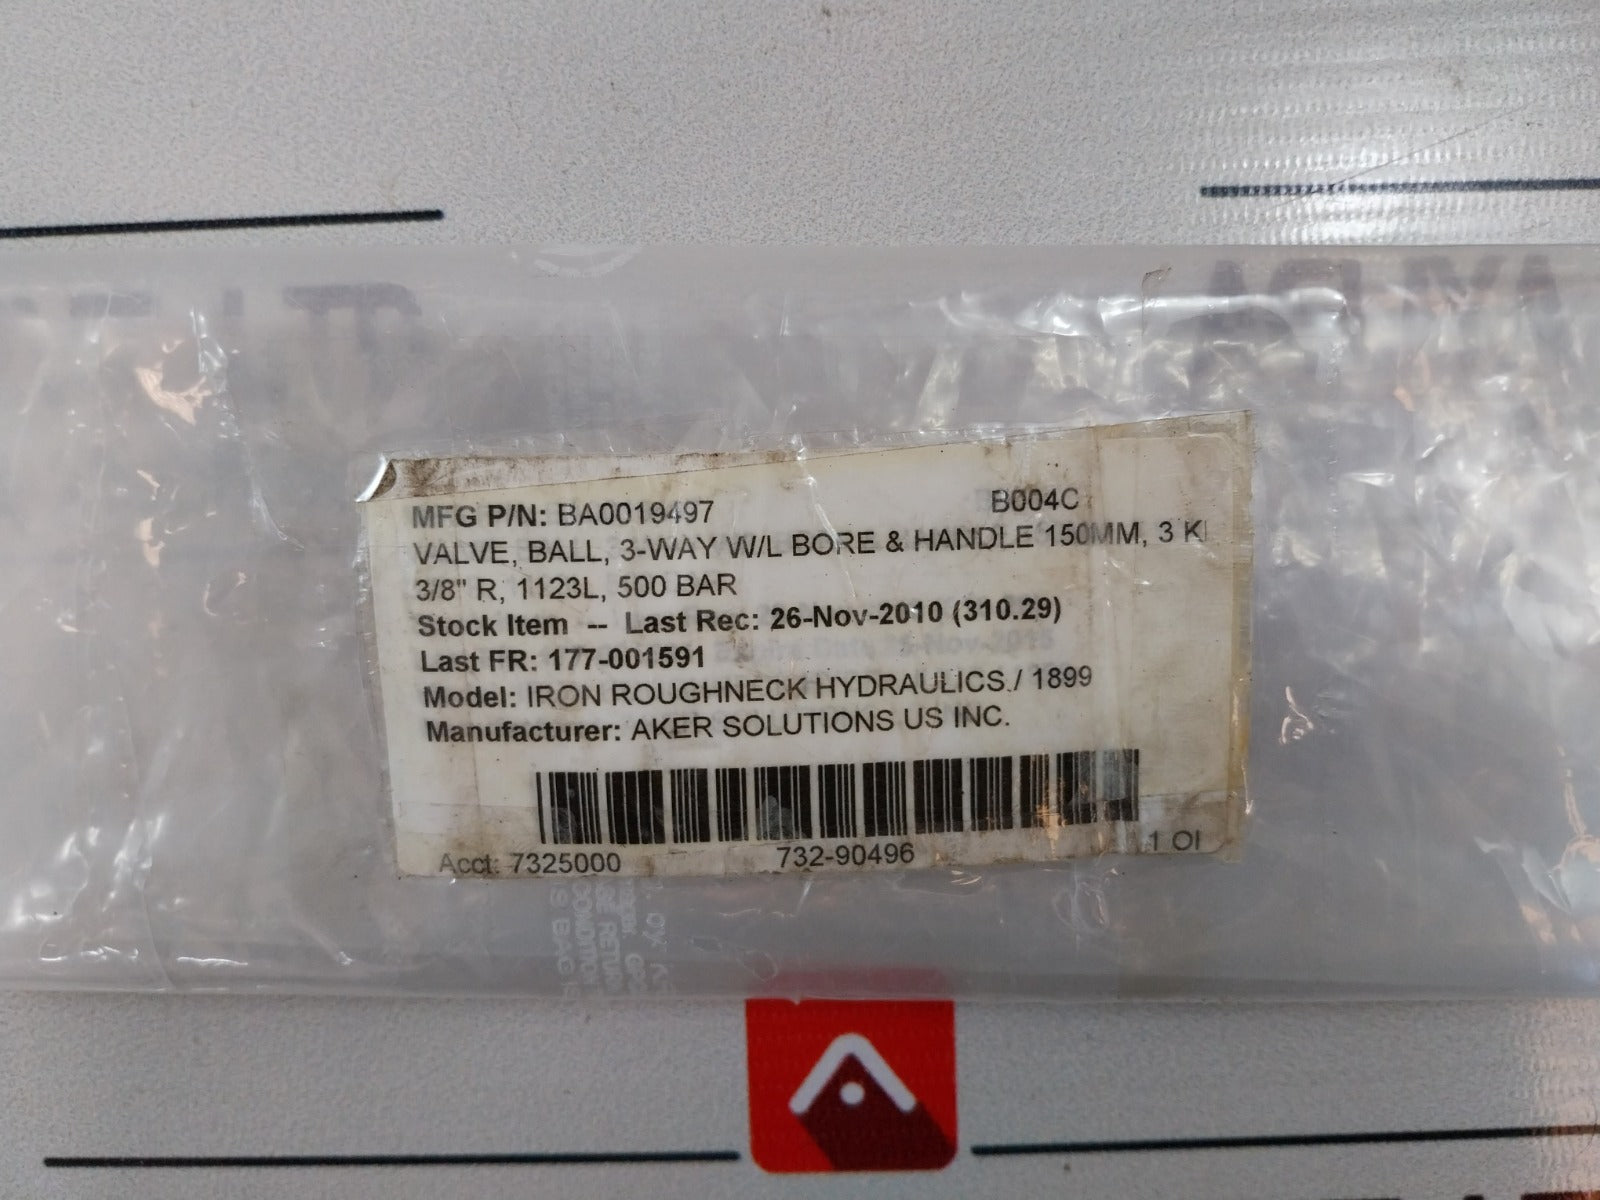 MFG P/N: BA0019497 B004C
VALVE, BALL, 3-WAY W/L BORE & HANDLE 150MM, 3 K
3/8" R, 1123L, 500 BAR
Stock Item -- Last Rec: 26-Nov-2010 (310.29)
Last FR: 177-001591
Model: IRON ROUGHNECK HYDRAULICS./ 1899
Manufacturer: AKER SOLUTIONS US INC.
Acct: 7325000 732-90496 1 OI